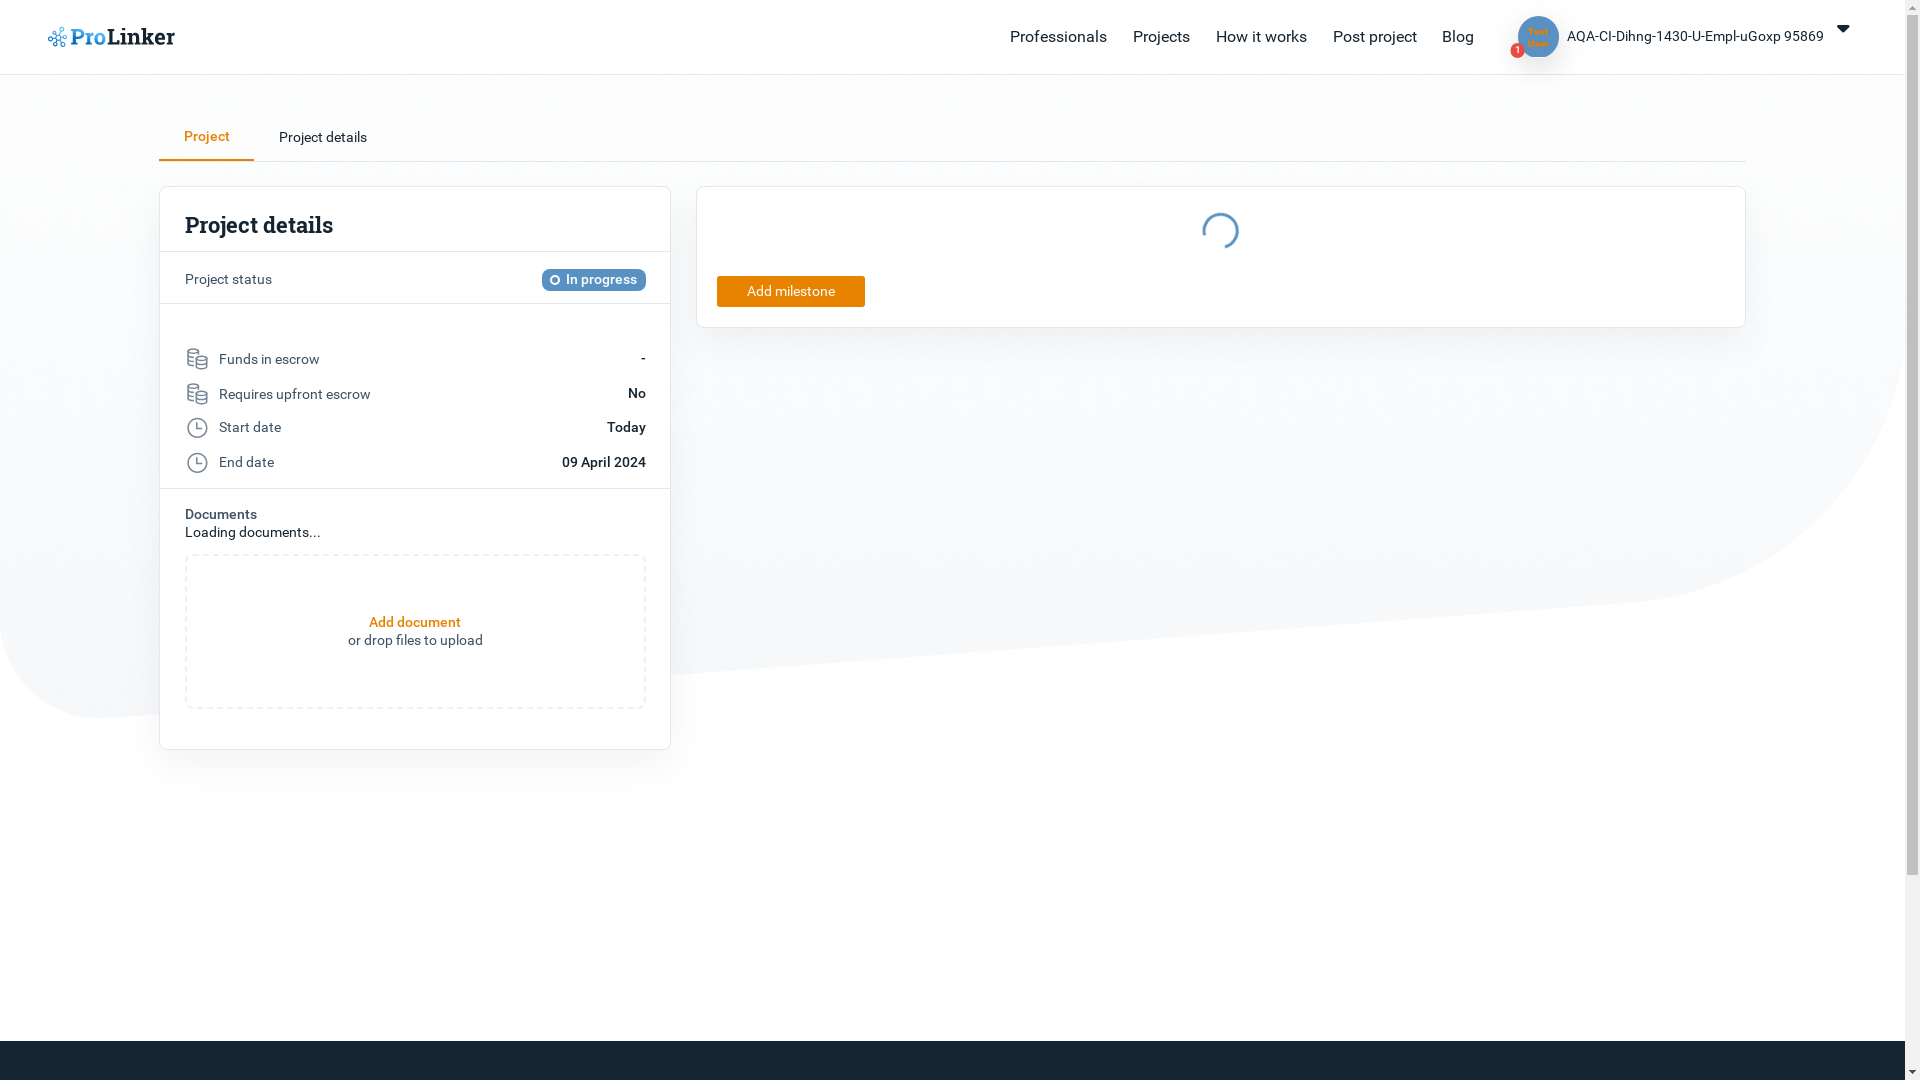 ProLinker
Professionals
Projects
How it works
Post project
Blog
Test
User
1
AQA-CI-Dihng-1430-U-Empl-uGoxp 95869
Project
Project details
Project details
Project status
In progress
Funds in escrow
-
Requires upfront escrow
No
Start date
Today
End date
09 April 2024
Documents
Loading documents...
Add document
or drop files to upload
Add milestone